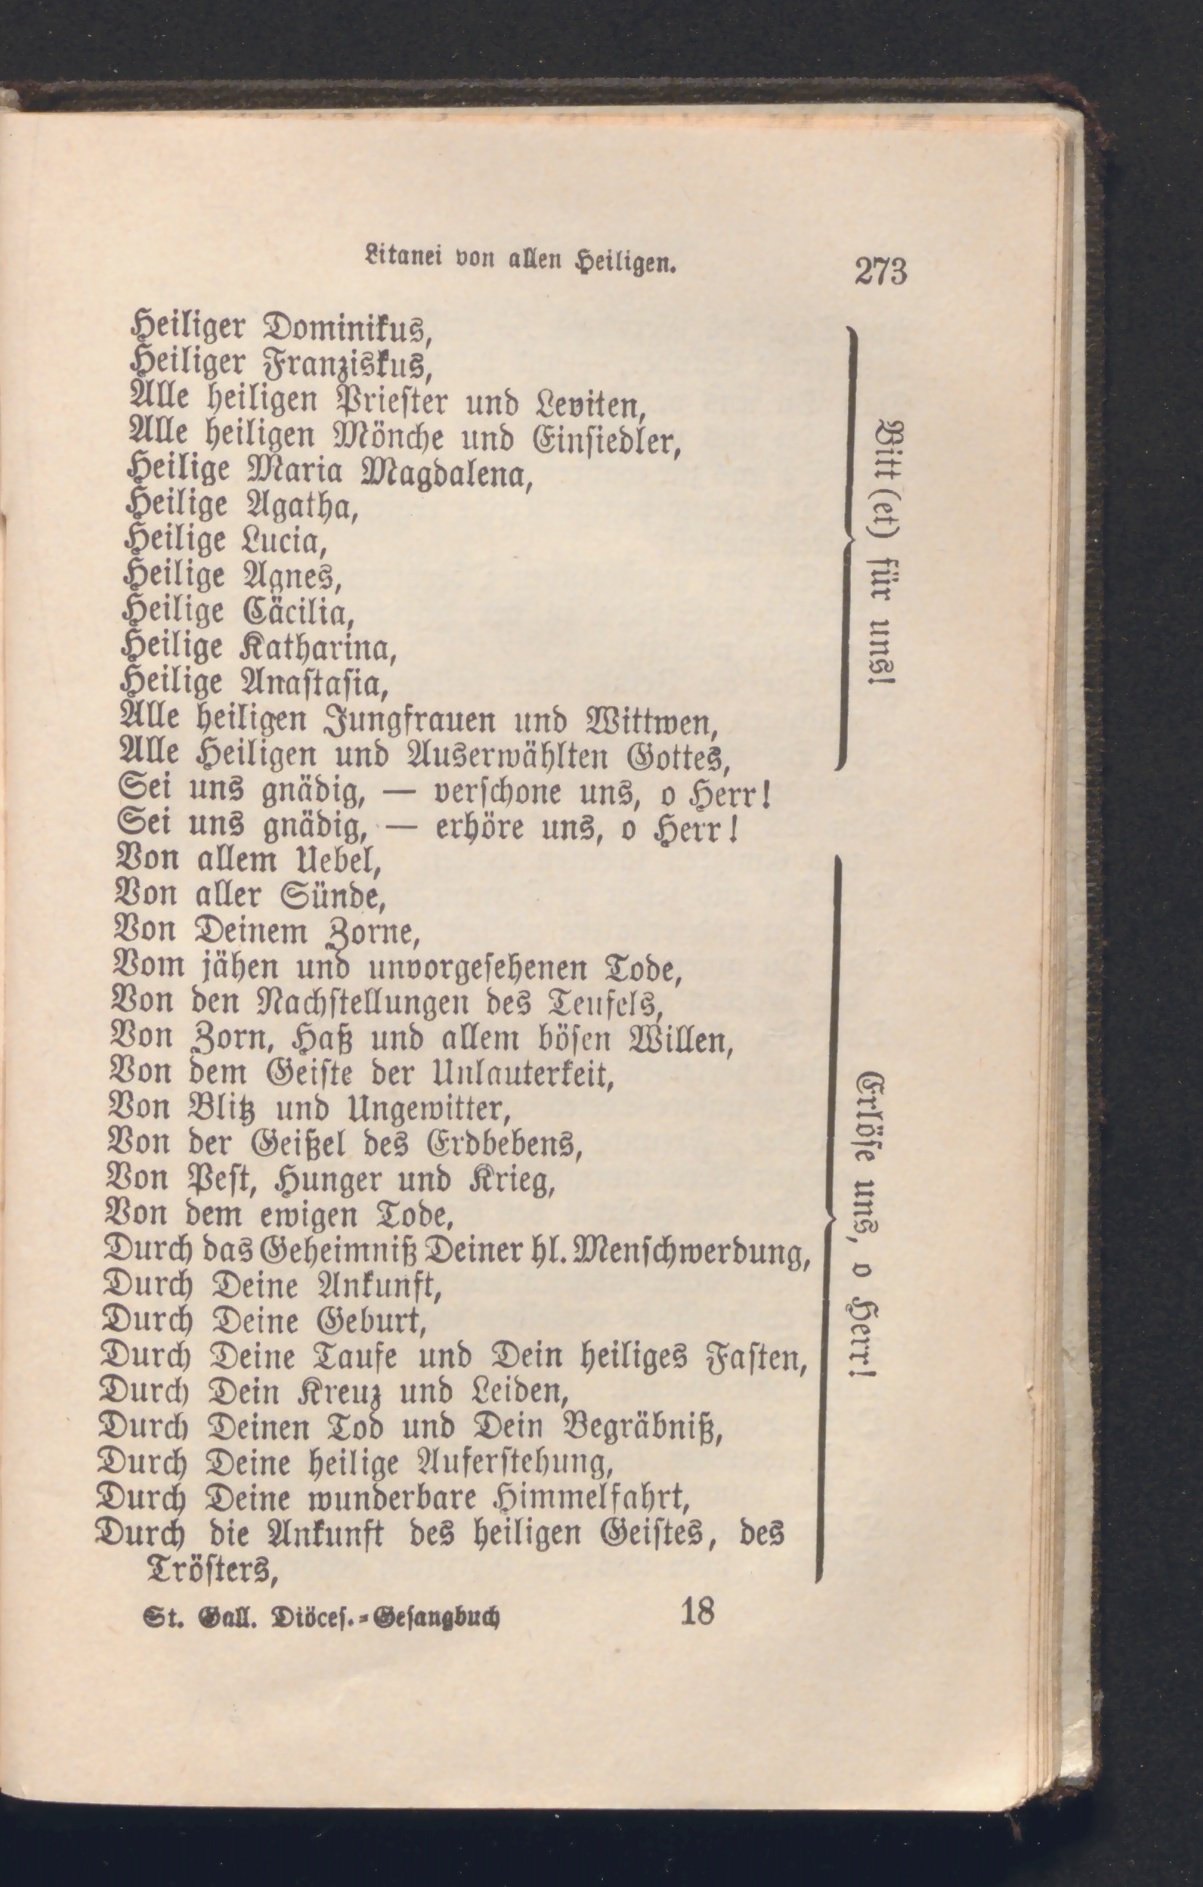 Litanei von allen Heiligen.
273
Heiliger Dominikus,
Heiliger Franziskus,
Alle heiligen Priester und Leviten,
Alle heiligen Mönche und Einsiedler,
Heilige Maria Magdalena,
Heilige Agatha,
Heilige Lucia,
Heilige Agnes,
Heilige Cäcilia,
Heilige Katharina,
Heilige Anastasia,
Alle heiligen Jungfrauen und Wittwen,
Alle Heiligen und Auserwählten Gottes,
Bitt (et) für uns!
Sei uns gnädig, — verschone uns, o Herr!
Sei uns gnädig, — erhöre uns, o Herr!
Von allem Uebel,
Von aller Sünde,
Von Deinem Zorne,
Vom jähen und unvorgesehenen Tode,
Von den Nachstellungen des Teufels,
Von Zorn, Haß und allem bösen Willen,
Von dem Geiste der Unlauterkeit,
Von Blitz und Ungewitter,
Von der Geißel des Erdbebens,
Von Pest, Hunger und Krieg,
Von dem ewigen Tode,
Durch das Geheimniß Deiner hl. Menschwerdung,
Durch Deine Ankunft,
Durch Deine Geburt,
Durch Deine Taufe und Dein heiliges Fasten,
Durch Dein Kreuz und Leiden,
Durch Deinen Tod und Dein Begräbniß,
Durch Deine heilige Auferstehung,
Durch Deine wunderbare Himmelfahrt,
Durch die Ankunft des heiligen Geistes, des
Trösters,
Erlöse uns, o Herr!
St. Gall. Diöces.-Gesangbuch
18